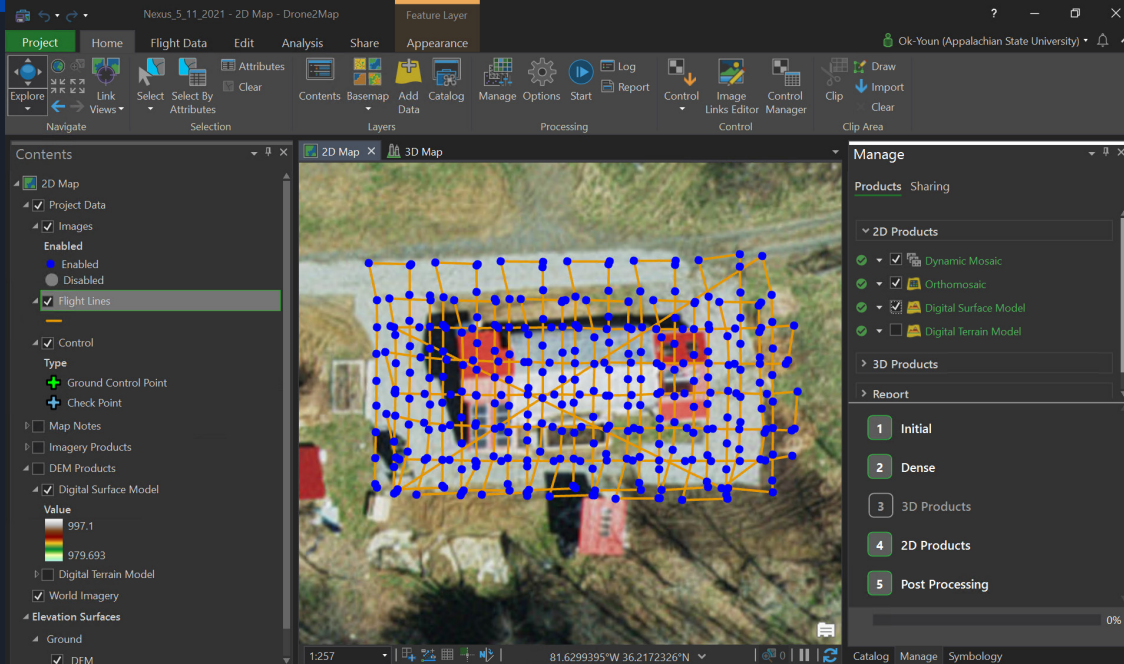 Nexus_5_11_2021 - 2D Map - Drone2Map
Feature Layer
?
Project
Home
Flight Data
Edit
Analysis
Share
Appearance
Ok-Youn (Appalachian State University)
Explore
Link Views
Select
Select By Attributes
Attributes
Clear
Contents
Basemap
Add Data
Catalog
Manage
Options
Start
Log
Report
Control
Image Links Editor
Control Manager
Clip
Draw
Import
Clear
Navigate
Selection
Layers
Processing
Control
Clip Area
Contents
2D Map
Project Data
Images
Enabled
Enabled
Disabled
Flight Lines
Control
Type
Ground Control Point
Check Point
Map Notes
Imagery Products
DEM Products
Digital Surface Model
Value
997.1
979.693
Digital Terrain Model
World Imagery
Elevation Surfaces
Ground
DEM
2D Map
3D Map
1:257
N
81.6299395°W 36.2172326°N
0
Manage
Products
Sharing
2D Products
Dynamic Mosaic
Orthomosaic
Digital Surface Model
Digital Terrain Model
3D Products
Report
1 Initial
2 Dense
3 3D Products
4 2D Products
5 Post Processing
0%
Catalog
Manage
Symbology